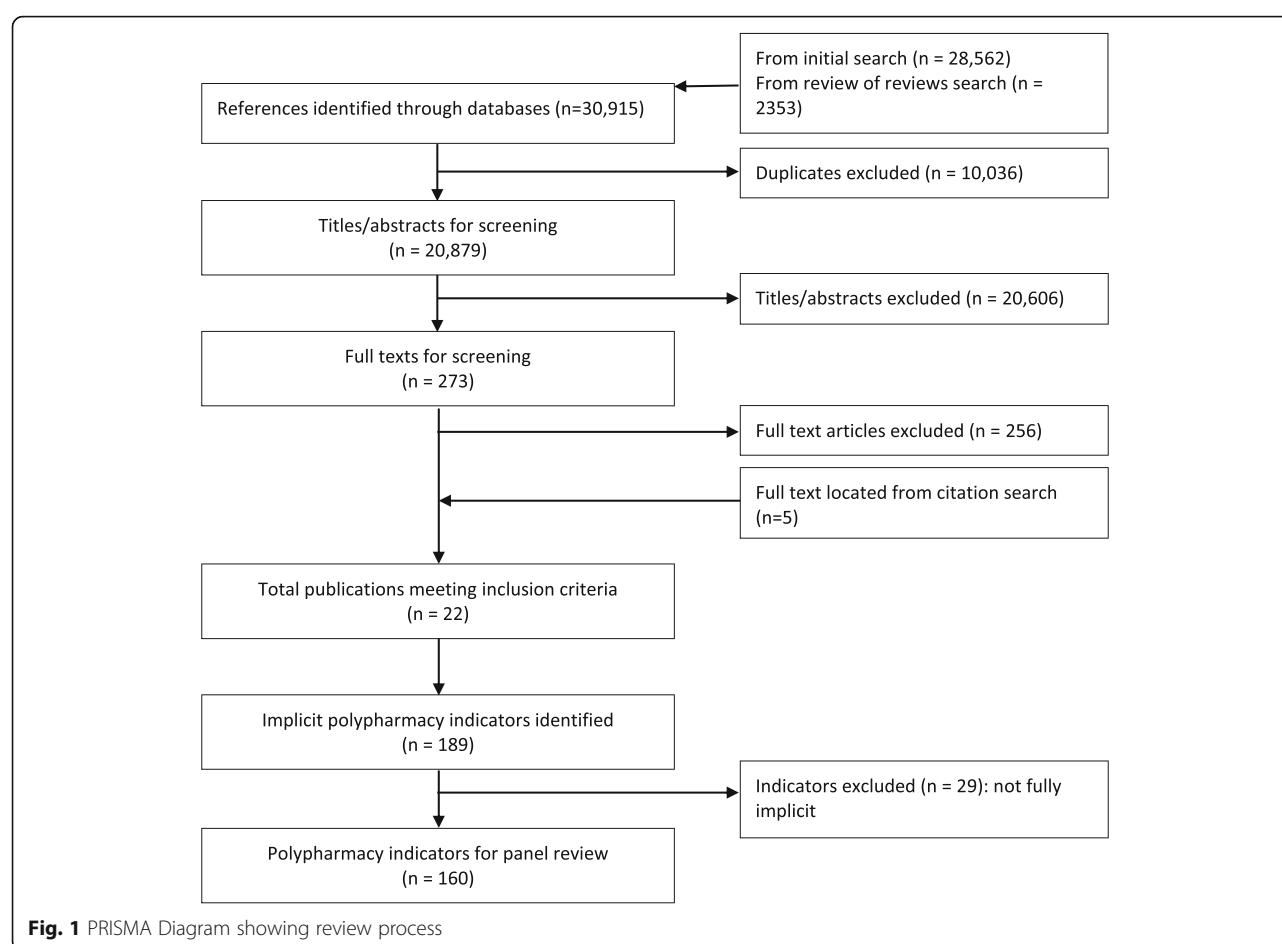 From initial search (n = 28,562)
From review of reviews search (n =
2353)
References identified through databases (n=30,915)
Duplicates excluded (n = 10,036)
Titles/abstracts for screening
(n = 20,879)
Titles/abstracts excluded (n = 20,606)
Full texts for screening
(n = 273)
Full text articles excluded (n = 256)
Full text located from citation search
(n=5)
Total publications meeting inclusion criteria
(n = 22)
Implicit polypharmacy indicators identified
(n = 189)
Indicators excluded (n = 29): not fully
implicit
Polypharmacy indicators for panel review
(n = 160)
Fig. 1 PRISMA Diagram showing review process